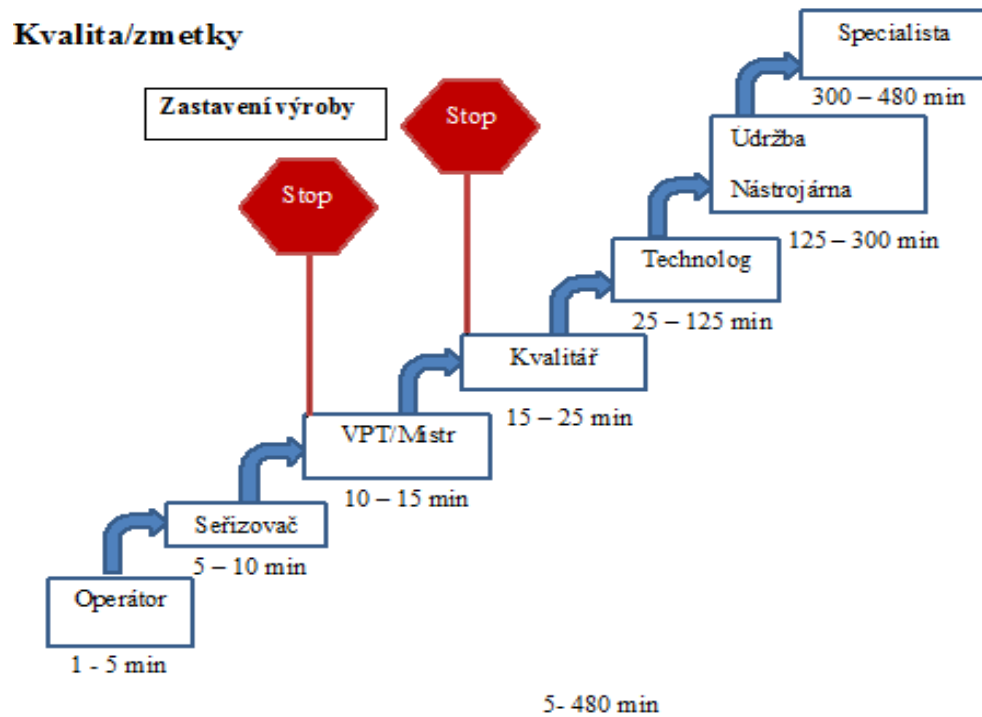 Kvalita/zmetky
Zastavení výroby
Stop
Stop
Specialista
300 – 480 min
Údržba
Nástrojárna
125 – 300 min
Technolog
25 – 125 min
Kvalitář
15 – 25 min
VPT/Mistr
10 – 15 min
Seřizovač
5 – 10 min
Operátor
1 - 5 min
5- 480 min